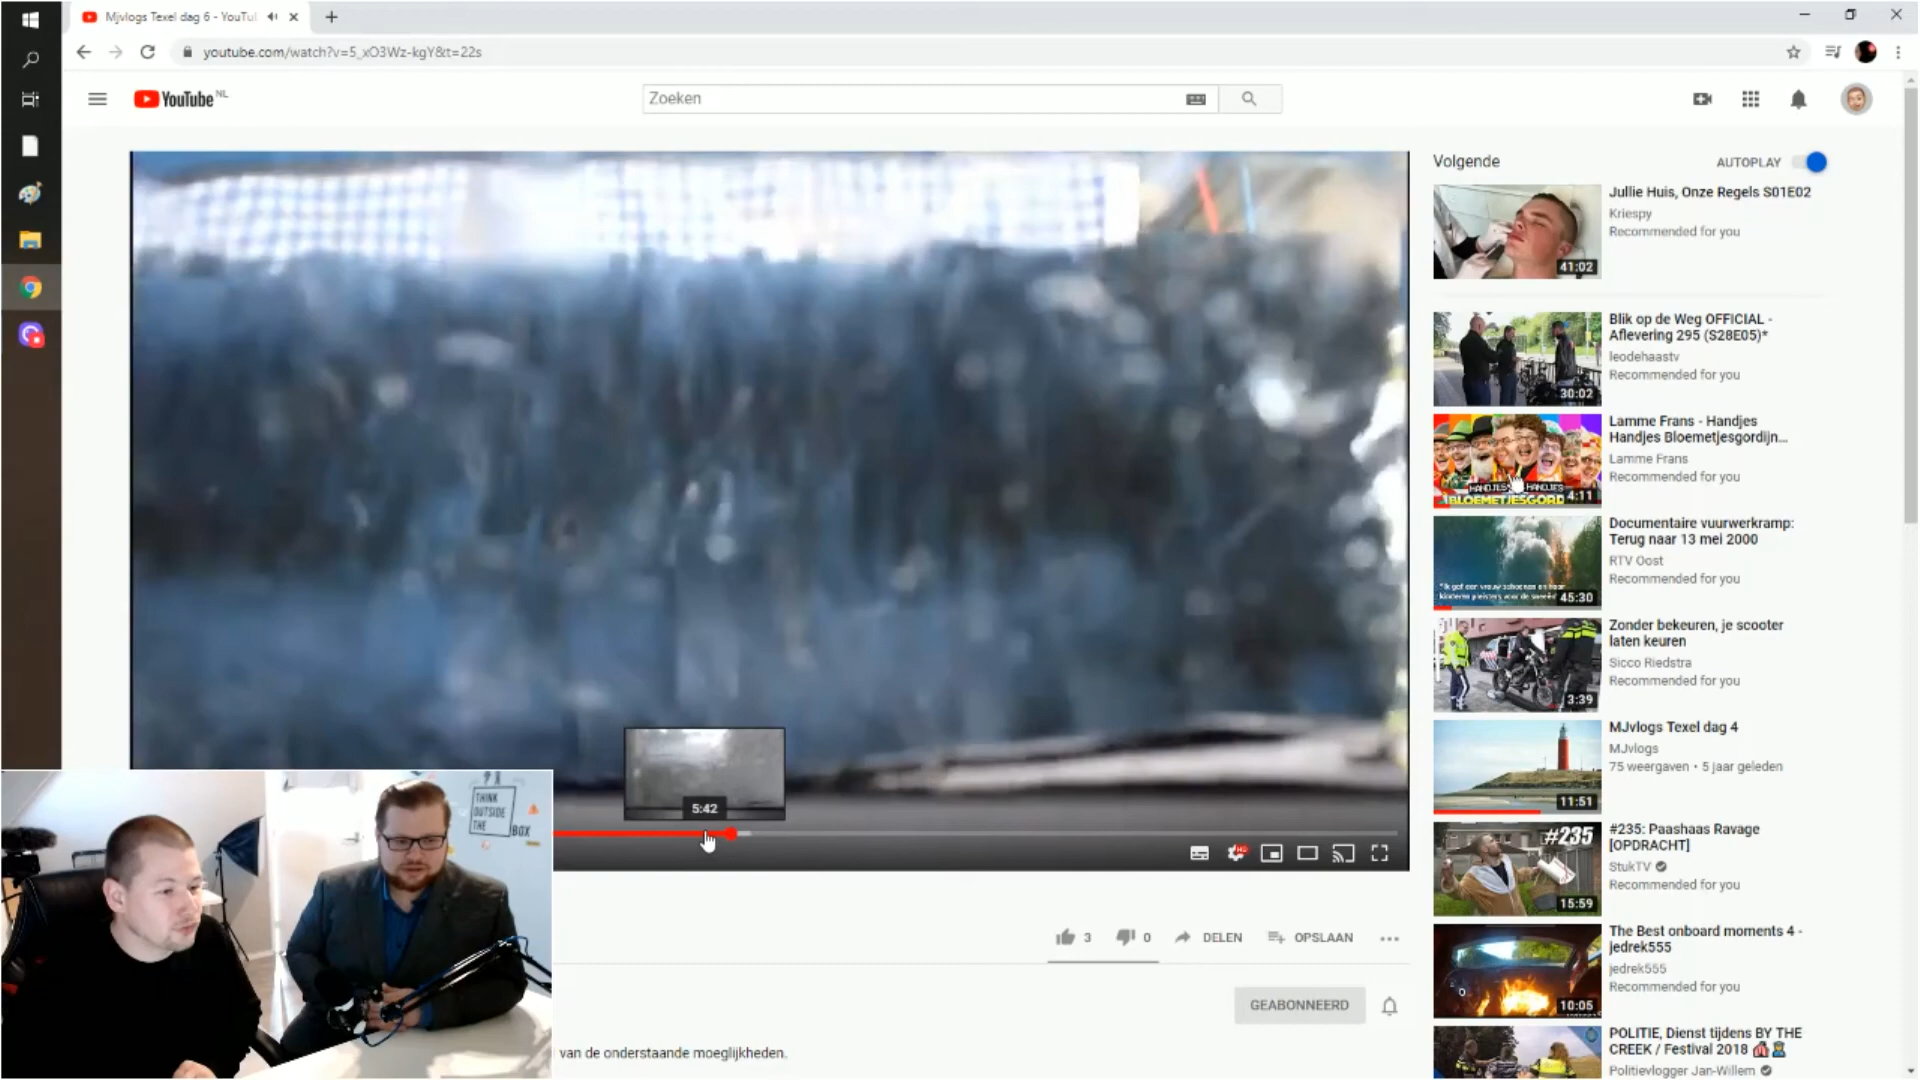 Mjvlogs Texel dag 6 - YouTu
youtube.com/watch?v=5_xO3Wz-kgY&t=22s
YouTube NL
Zoeken
Volgende
AUTOPLAY
Jullie Huis, Onze Regels S01E02
Kriespy
Recommended for you
41:02
Blik op de Weg OFFICIAL -
Aflevering 295 (S28E05)*
leodehaastv
Recommended for you
30:02
Lamme Frans - Handjes
Handjes Bloemetjesgordijn...
Lamme Frans
Recommended for you
HANDJES HANDJES
BLOEMETJESGORD
4:11
Documentaire vuurwerkramp:
Terug naar 13 mei 2000
RTV Oost
Recommended for you
45:30
Zonder bekeuren, je scooter
laten keuren
Sicco Riedstra
Recommended for you
3:39
MJvlogs Texel dag 4
MJvlogs
75 weergaven • 5 jaar geleden
11:51
#235: Paashaas Ravage
[OPDRACHT]
StukTV
Recommended for you
#235
15:59
The Best onboard moments 4 -
jedrek555
jedrek555
Recommended for you
10:05
POLITIE, Dienst tijdens BY THE
CREEK / Festival 2018
Politievlogger Jan-Willem
5:42
HD
3
0
DELEN
OPSLAAN
GEABONNEERD
van de onderstaande moeglijkheden.
THINK
OUTSIDE
THE
BOX